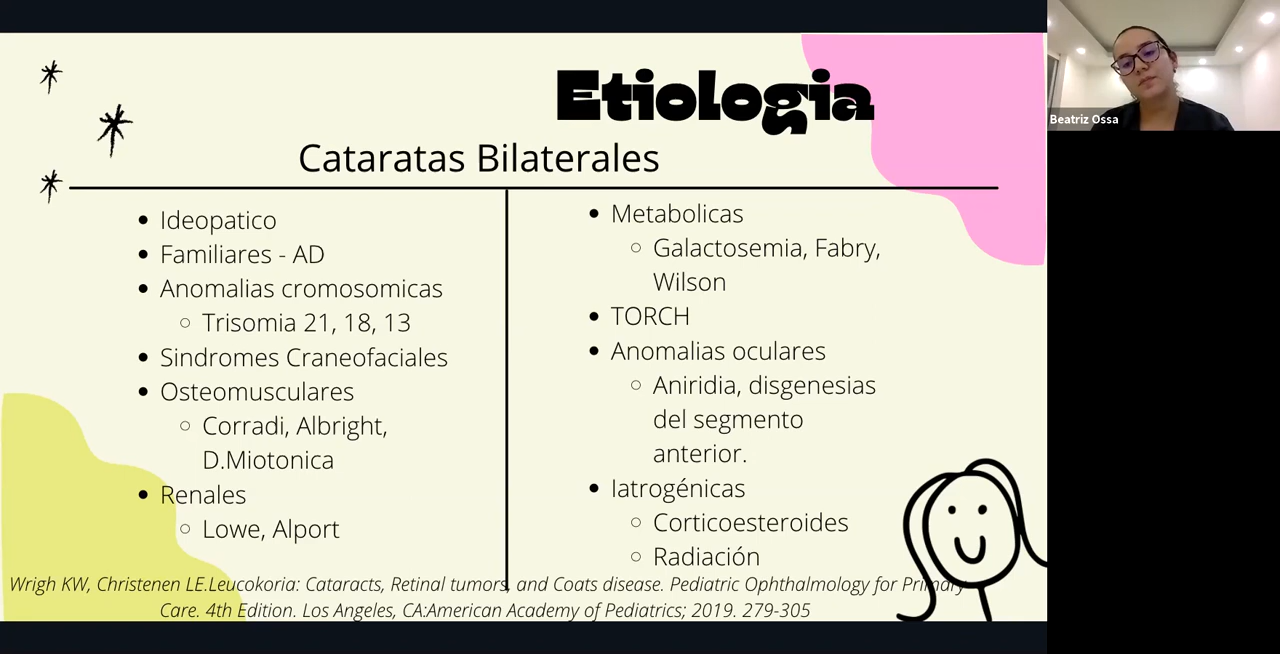 Etiologia
Cataratas Bilaterales
• Ideopatico
• Familiares - AD
• Anomalias cromosomicas
○ Trisomia 21, 18, 13
• Sindromes Craneofaciales
• Osteomusculares
○ Corradi, Albright,
D.Miotonica
• Renales
○ Lowe, Alport
• Metabolicas
○ Galactosemia, Fabry,
Wilson
• TORCH
• Anomalias oculares
○ Aniridia, disgenesias
del segmento
anterior.
• Iatrogénicas
○ Corticoesteroides
○ Radiación
Wrigh KW, Christenen LE.Leucokoria: Cataracts, Retinal tumors, and Coats disease. Pediatric Ophthalmology for Primary
Care. 4th Edition. Los Angeles, CA:American Academy of Pediatrics; 2019. 279-305
Beatriz Ossa